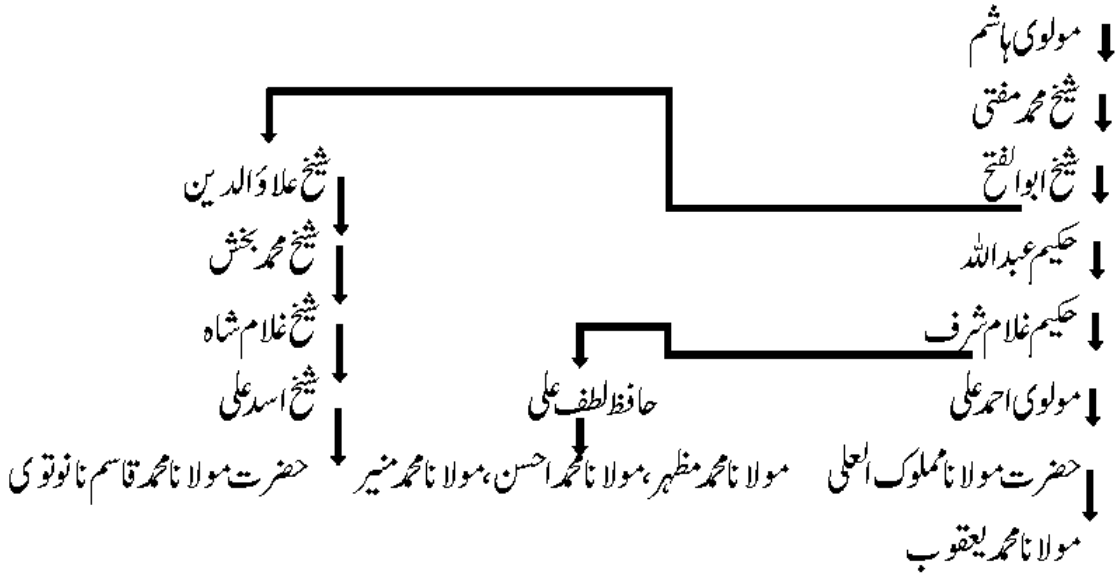 مولوی ہاشم
شیخ محمد مفتی
شیخ ابوالفتح
شیخ علاؤالدین
حکیم عبداللہ
شیخ محمد بخش
حکیم غلام شرف
شیخ غلام شاہ
مولوی احمد علی
حافظ لطف علی
شیخ اسد علی
حضرت مولانا مملوک العلی
مولانا محمد مظہر، مولانا محمد احسن، مولانا محمد منیر
حضرت مولانا محمد قاسم نانوتوی
مولانا محمد یعقوب